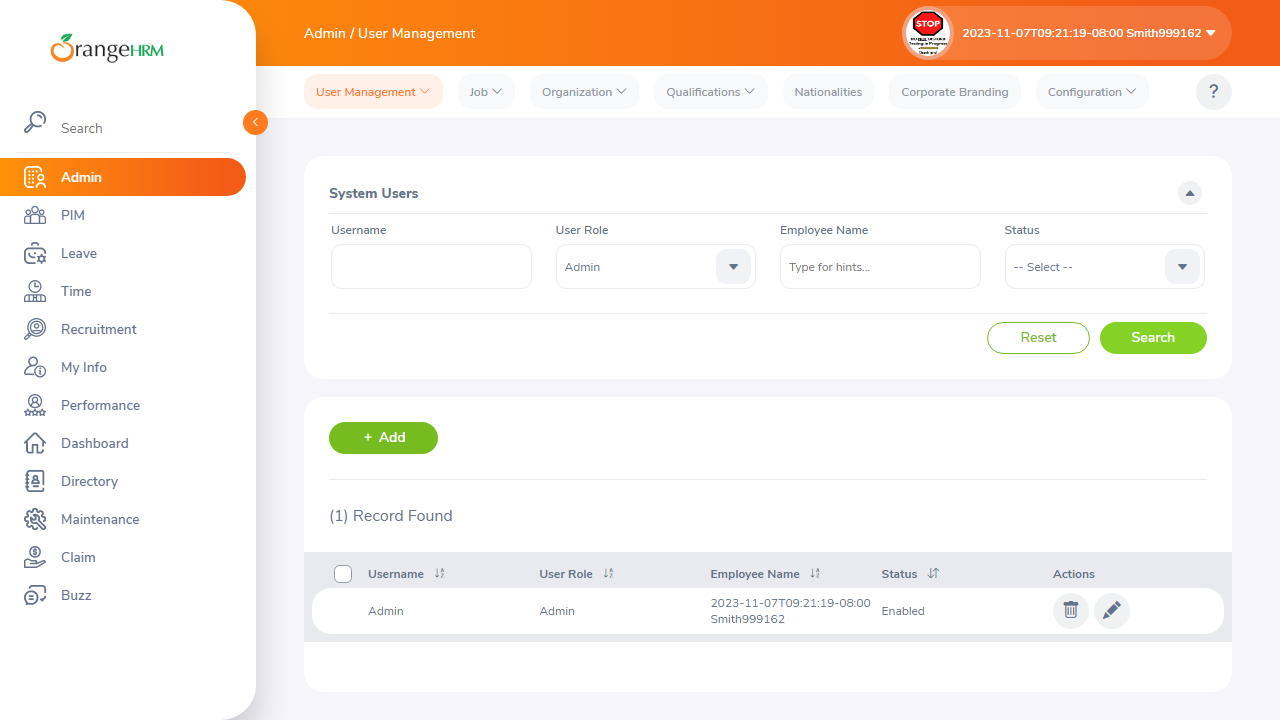 OrangeHRM
Admin / User Management
STOP
2023-11-07T09:21:19-08:00 Smith999162
User Management
Job
Organization
Qualifications
Nationalities
Corporate Branding
Configuration
?
Search
Admin
PIM
Leave
Time
Recruitment
My Info
Performance
Dashboard
Directory
Maintenance
Claim
Buzz
System Users
Username
User Role
Employee Name
Status
Admin
Type for hints...
-- Select --
Reset
Search
+ Add
(1) Record Found
Username
User Role
Employee Name
Status
Actions
Admin
Admin
2023-11-07T09:21:19-08:00
Smith999162
Enabled